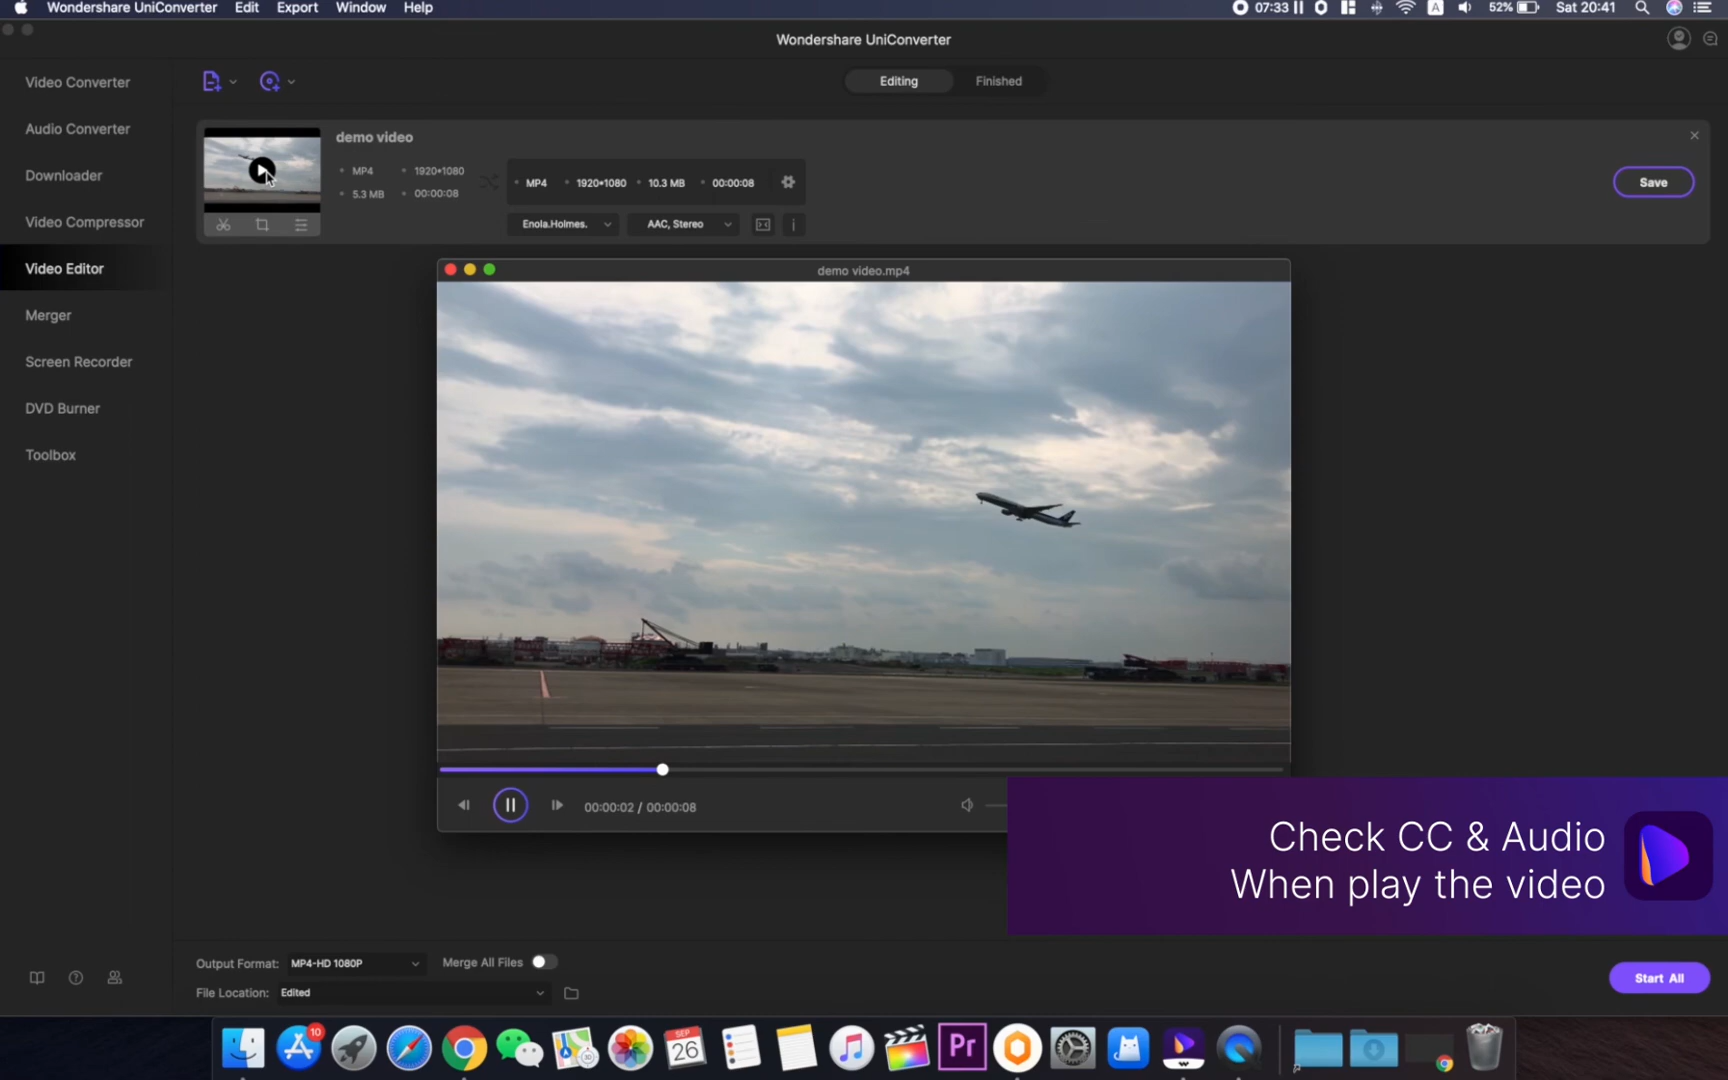 Wondershare UniConverter Edit Export Window Help
07:33 A 52% Sat 20:41
Wondershare UniConverter
Video Converter
Audio Converter
Downloader
Video Compressor
Video Editor
Merger
Screen Recorder
DVD Burner
Toolbox
Editing Finished
demo video
MP4 1920*1080
5.3 MB 00:00:08
MP4 1920*1080 10.3 MB 00:00:08
Enola.Holmes. AAC, Stereo
Save
demo video.mp4
00:00:02 / 00:00:08
Check CC & Audio
When play the video
Output Format: MP4-HD 1080P Merge All Files
File Location: Edited
Start All
10
SEP
26
Pr